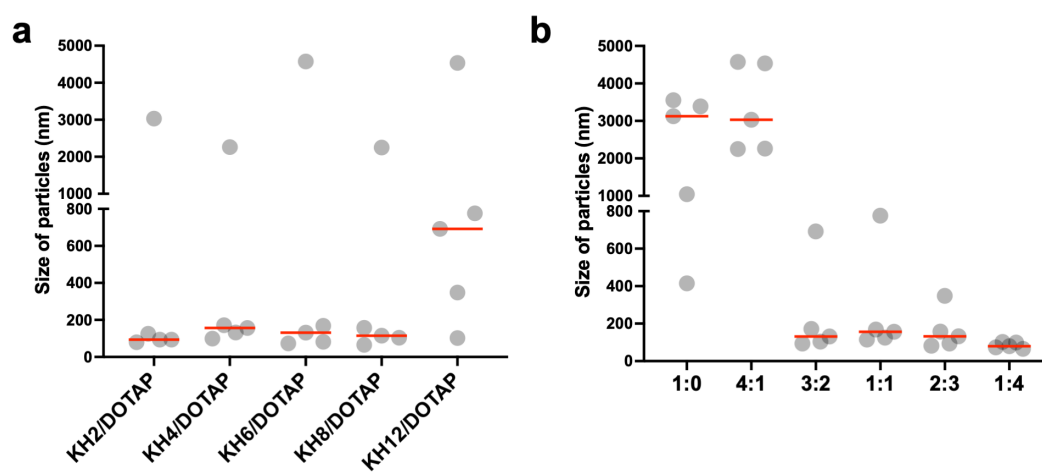 a
Size of particles (nm)
5000
4000
3000
2000
1000
800
600
400
200
0
KH2/DOTAP
KH4/DOTAP
KH6/DOTAP
KH8/DOTAP
KH12/DOTAP
b
Size of particles (nm)
5000
4000
3000
2000
1000
800
600
400
200
0
1:0
4:1
3:2
1:1
2:3
1:4